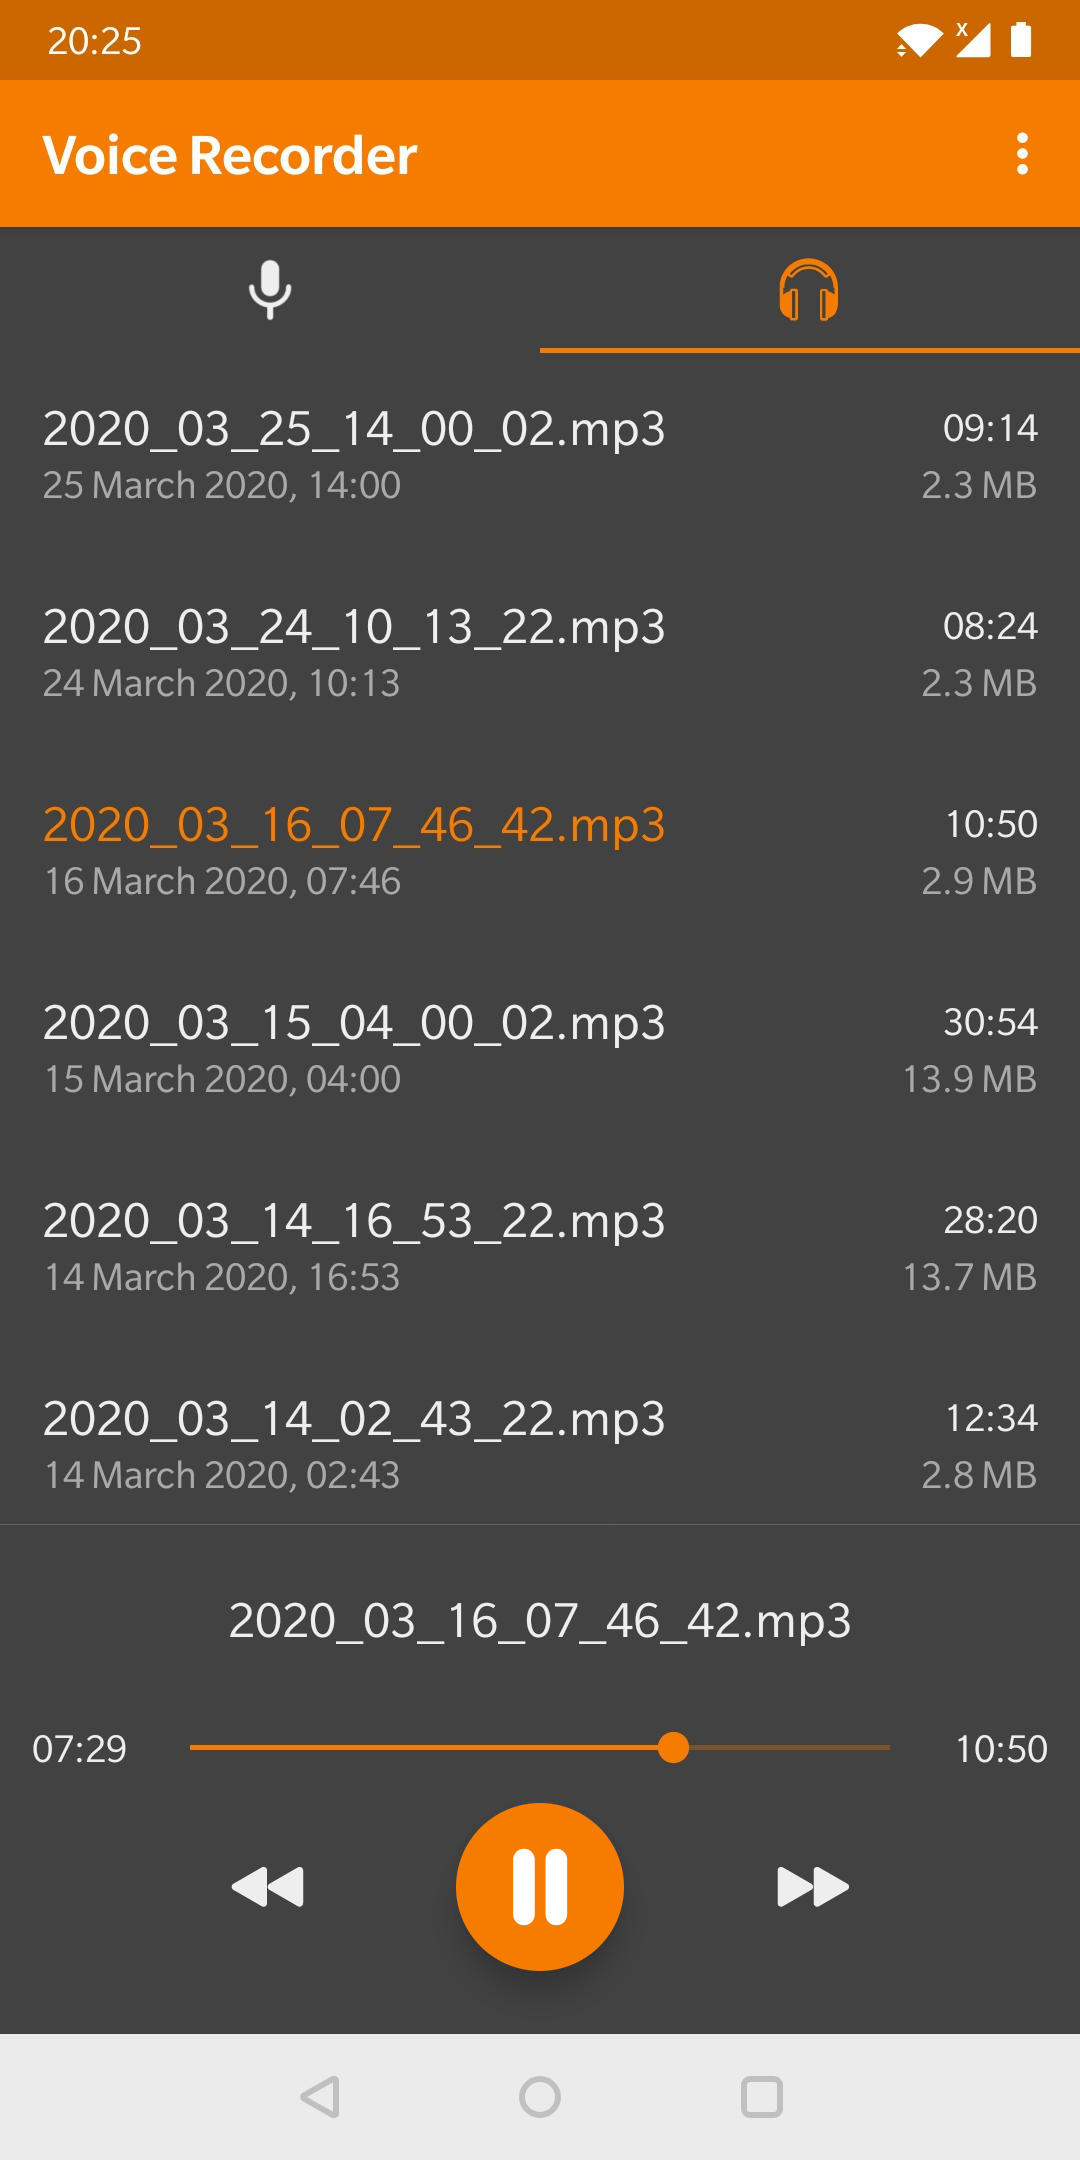 20:25
X
Voice Recorder
2020_03_25_14_00_02.mp3 09:14
25 March 2020, 14:00 2.3 MB
2020_03_24_10_13_22.mp3 08:24
24 March 2020, 10:13 2.3 MB
2020_03_16_07_46_42.mp3 10:50
16 March 2020, 07:46 2.9 MB
2020_03_15_04_00_02.mp3 30:54
15 March 2020, 04:00 13.9 MB
2020_03_14_16_53_22.mp3 28:20
14 March 2020, 16:53 13.7 MB
2020_03_14_02_43_22.mp3 12:34
14 March 2020, 02:43 2.8 MB
2020_03_16_07_46_42.mp3
07:29 10:50